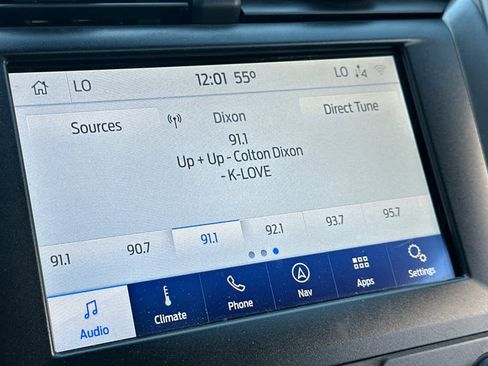 LO 12:01 55° LO
Sources Dixon Direct Tune
91.1
Up + Up - Colton Dixon
- K-LOVE
91.1 90.7 91.1 92.1 93.7 95.7
Audio Climate Phone Nav Apps Settings